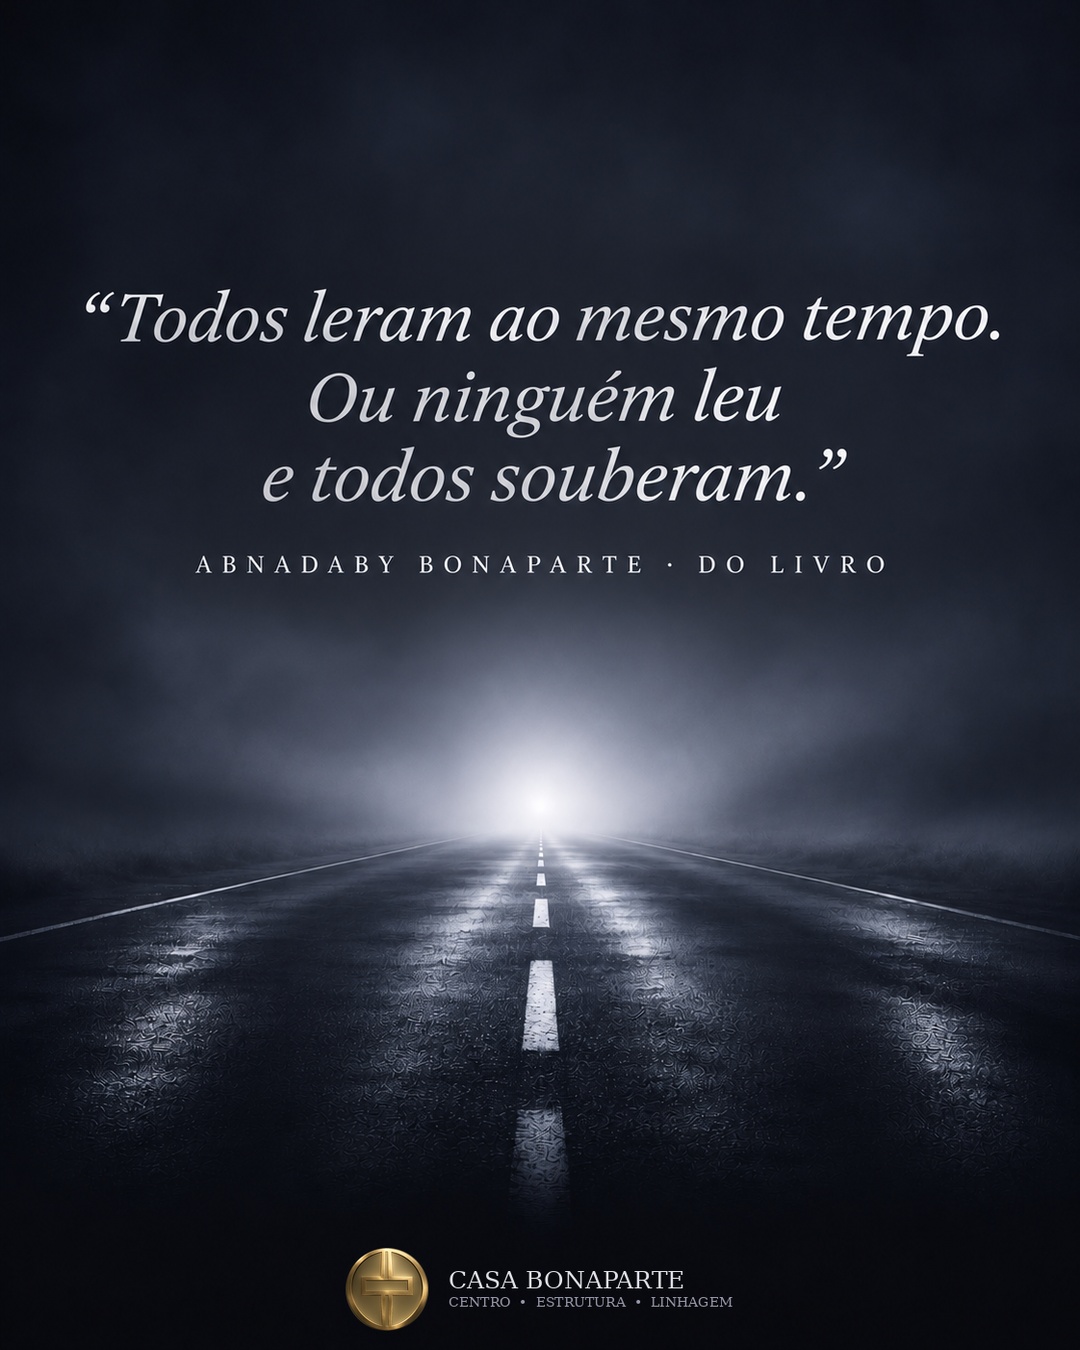 “Todos leram ao mesmo tempo.
Ou ninguém leu
e todos souberam.”
ABNADABY BONAPARTE · DO LIVRO
CASA BONAPARTE
CENTRO • ESTRUTURA • LINHAGEM